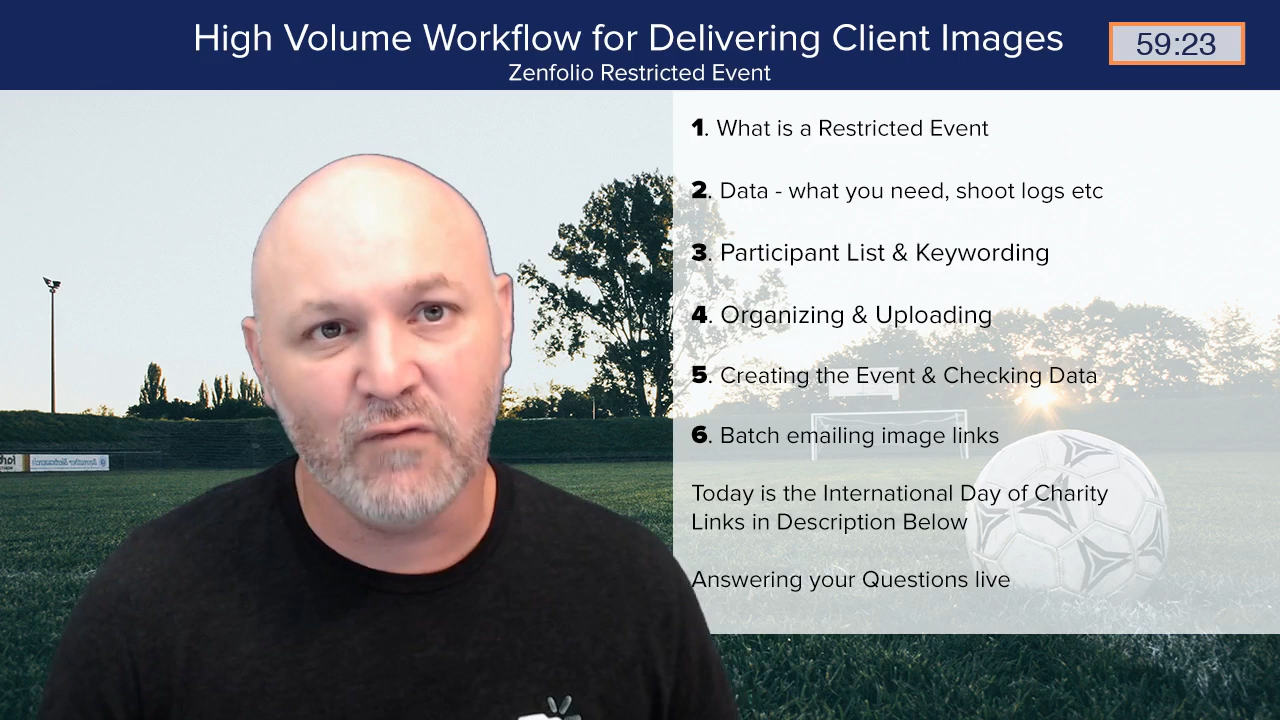 High Volume Workflow for Delivering Client Images
Zenfolio Restricted Event
59:23
1. What is a Restricted Event
2. Data - what you need, shoot logs etc
3. Participant List & Keywording
4. Organizing & Uploading
5. Creating the Event & Checking Data
6. Batch emailing image links
Today is the International Day of Charity
Links in Description Below
Answering your Questions live